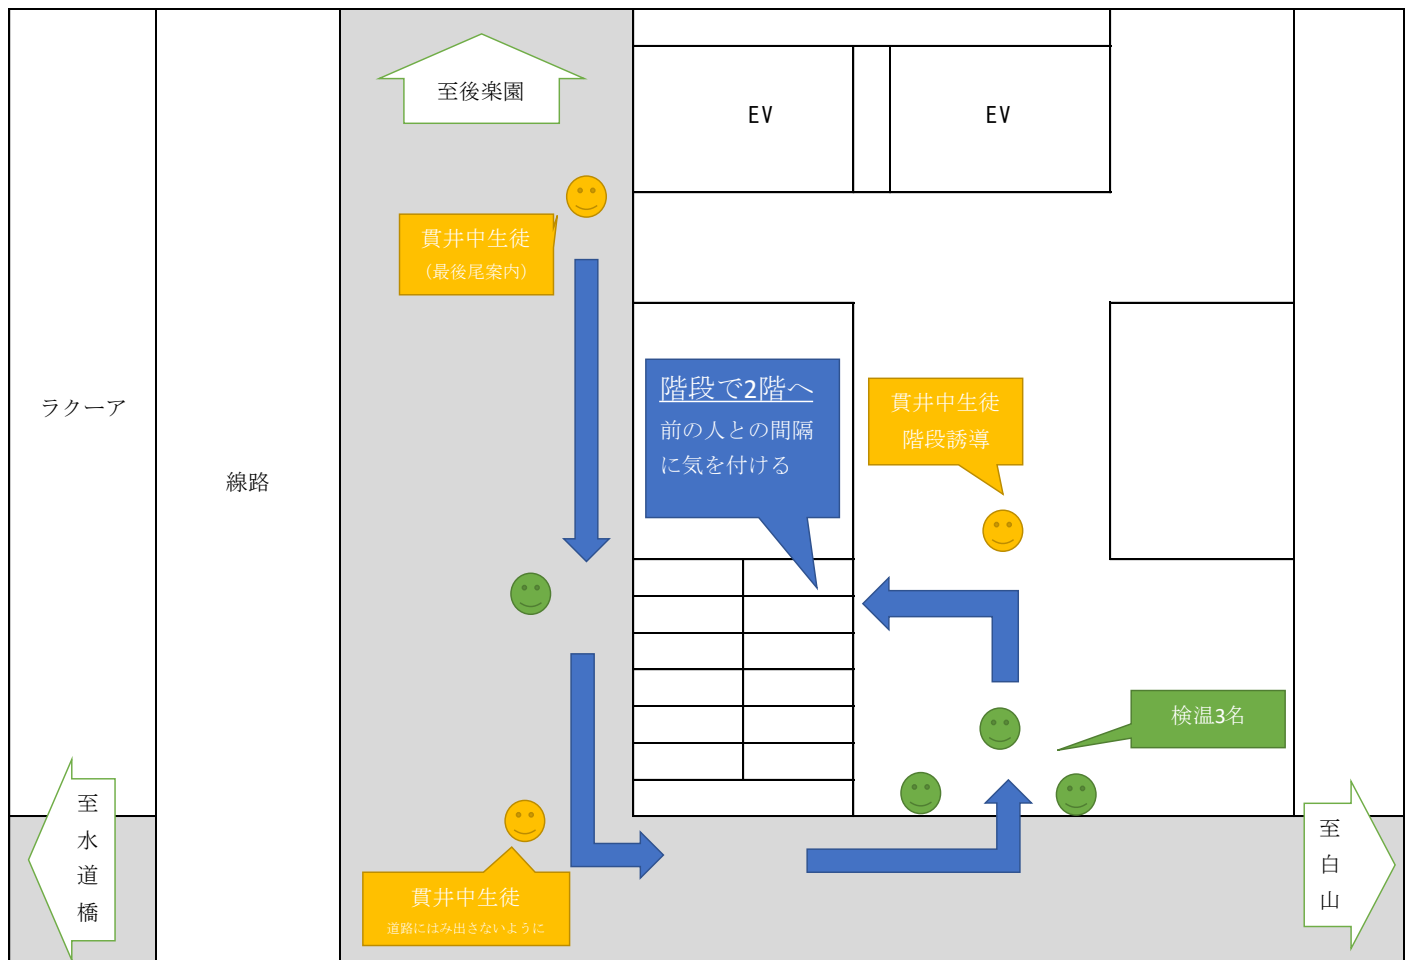 至後楽園
EV
EV
貫井中生徒
（最後尾案内）
階段で2階へ
前の人との間隔
に気を付ける
貫井中生徒
階段誘導
ラクーア
線路
検温3名
至水道橋
至白山
貫井中生徒
道路にはみ出さないように